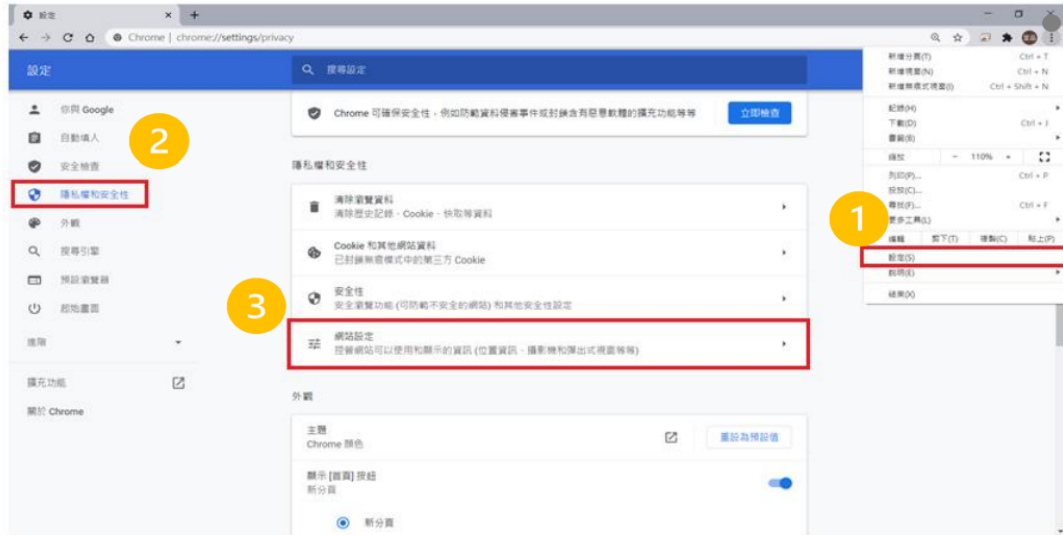 設定
Chrome | chrome://settings/privacy
設定
搜尋設定
你與 Google
自動填入
安全檢查
隱私權和安全性
外觀
搜尋引擎
預設瀏覽器
起始畫面
進階
擴充功能
關於 Chrome
2
Chrome 可確保安全性，例如防範資料侵害事件或封鎖含有惡意軟體的擴充功能等等
立即檢查
隱私權和安全性
清除瀏覽資料
清除歷史記錄、Cookie、快取等資料
Cookie 和其他網站資料
已封鎖無痕模式中的第三方 Cookie
安全性
安全瀏覽功能 (可防範不安全的網站) 和其他安全性設定
3
網站設定
控管網站可以使用和顯示的資訊 (位置資訊、攝影機和彈出式視窗等等)
外觀
主題
Chrome 顏色
重設為預設值
顯示 [首頁] 按鈕
新分頁
新分頁
新增分頁(T) Ctrl + T
新增視窗(N) Ctrl + N
新增無痕式視窗(I) Ctrl + Shift + N
記錄(H)
下載(D) Ctrl + J
書籤(B)
縮放 - 110% +
列印(P)... Ctrl + P
投放(C)...
尋找(F)... Ctrl + F
更多工具(L)
1
編輯 剪下(T) 複製(C) 貼上(P)
設定(S)
說明(E)
結束(X)